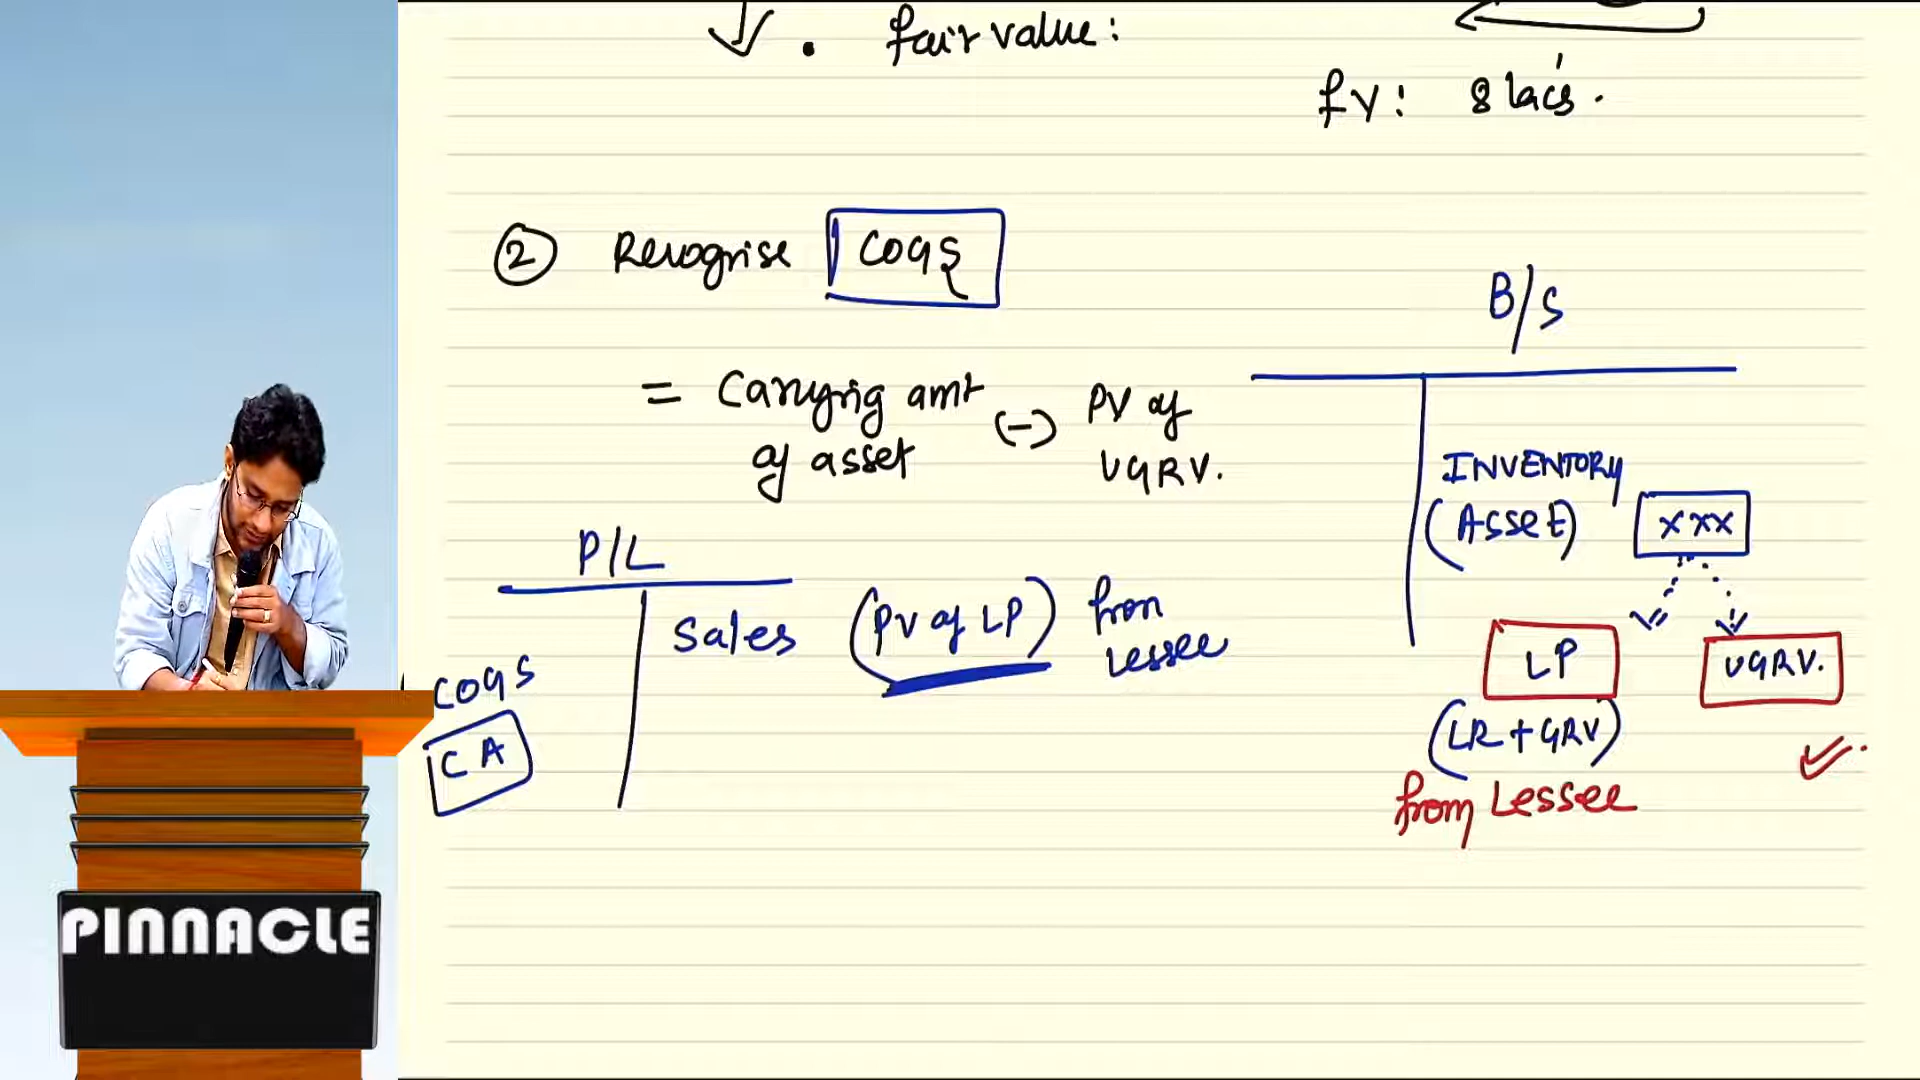 . fair value:
FV: 8 lacs.
② Recognise COGS
B/S
= Carrying amt of asset (-) PV of UGRV.
INVENTORY
(Asset) xxx
P/L
Sales (PV of LP) from Lessee
LP UGRV.
COGS
CA
(LR + GRV)
from Lessee
PINNACLE